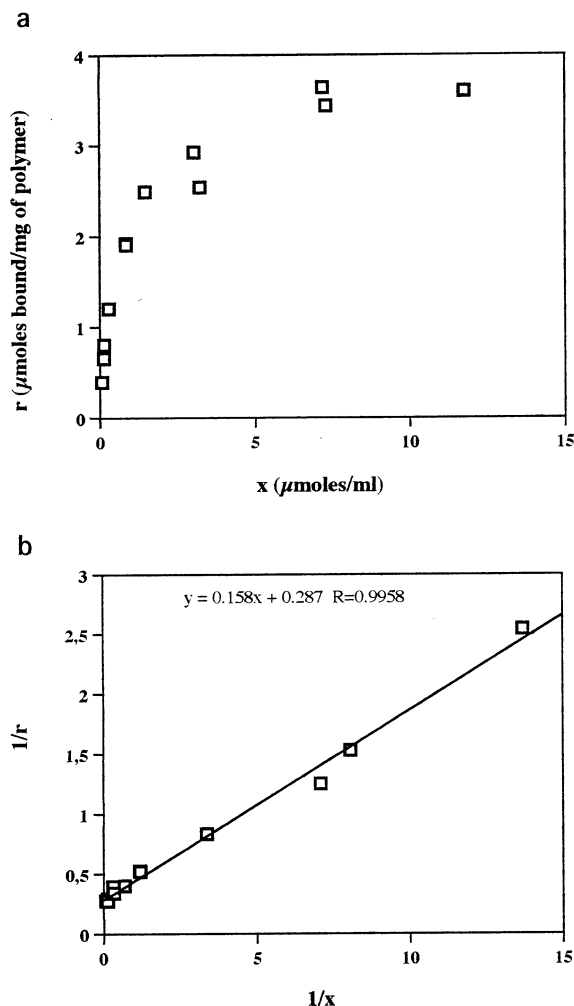 a
4
3
2
1
0
r (µmoles bound/mg of polymer)
0
5
10
15
x (µmoles/ml)
b
y = 0.158x + 0.287 R=0.9958
3
2,5
2
1,5
1
0,5
0
1/r
0
5
10
15
1/x